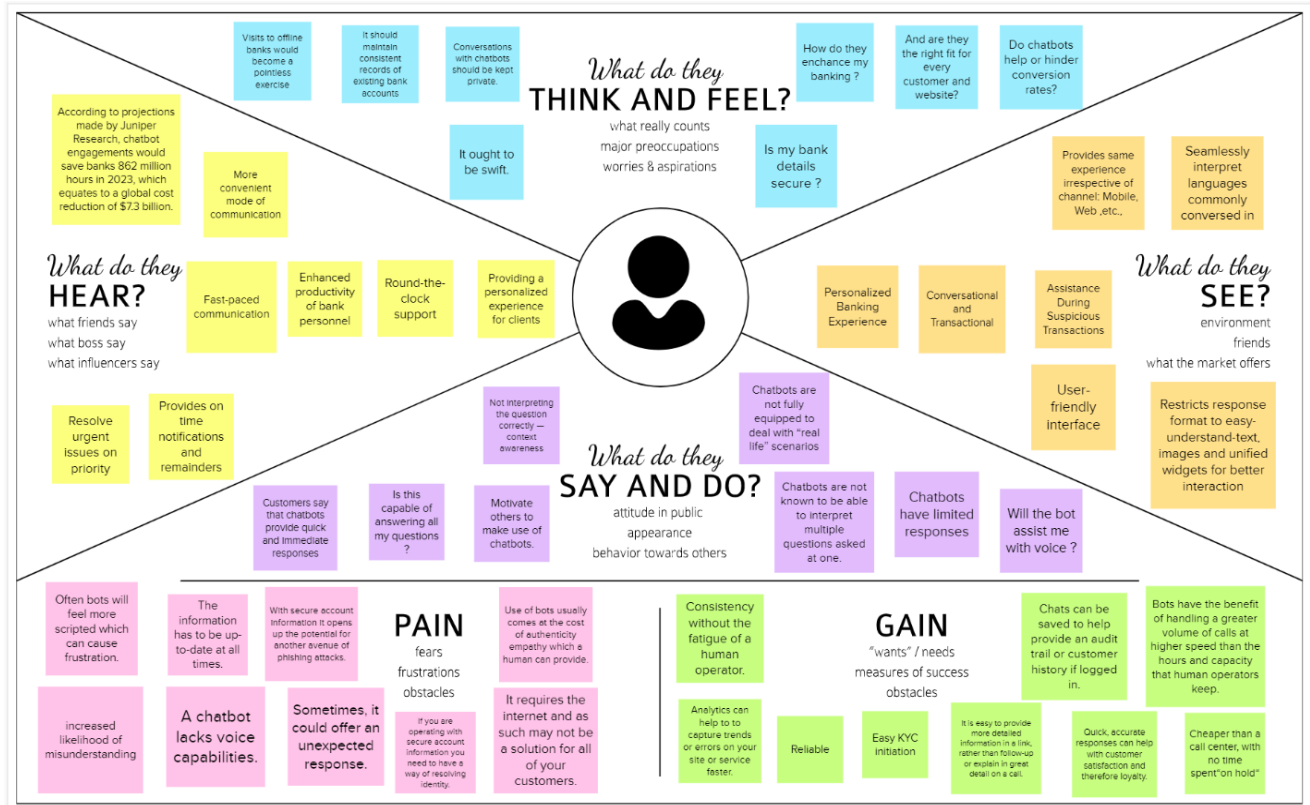 Visits to offline
banks would
become a
pointless
exercise
It should
maintain
consistent
records of
existing bank
accounts
Conversations
with chatbots
should be kept
private.
It ought to
be swift.
What do they
THINK AND FEEL?
what really counts
major preoccupations
worries & aspirations
How do they
enchance my
banking ?
And are they
the right fit for
every
customer and
website?
Do chatbots
help or hinder
conversion
rates?
Is my bank
details
secure ?
According to projections
made by Juniper
Research, chatbot
engagements would
save banks 862 million
hours in 2023, which
equates to a global cost
reduction of $7.3 billion.
More
convenient
mode of
communication
What do they
HEAR?
what friends say
what boss say
what influencers say
Fast-paced
communication
Enhanced
productivity
of bank
personnel
Round-the-
clock
support
Providing a
personalized
experience
for clients
Resolve
urgent
issues on
priority
Provides on
time
notifications
and
remainders
Provides same
experience
irrespective of
channel: Mobile,
Web ,etc.,
Seamlessly
interpret
languages
commonly
conversed in
What do they
SEE?
environment
friends
what the market offers
Personalized
Banking
Experience
Conversational
and
Transactional
Assistance
During
Suspicious
Transactions
User-
friendly
interface
Restricts response
format to easy-
understand-text,
images and unified
widgets for better
interaction
Not interpreting
the question
correctly —
context
awareness
Chatbots are
not fully
equipped to
deal with “real
life” scenarios
What do they
SAY AND DO?
attitude in public
appearance
behavior towards others
Customers say
that chatbots
provide quick
and immediate
responses
Is this
capable of
answering all
my questions
?
Motivate
others to
make use of
chatbots.
Chatbots are not
known to be able
to interpret
multiple
questions asked
at one.
Chatbots
have limited
responses
Will the bot
assist me
with voice ?
PAIN
fears
frustrations
obstacles
Often bots will
feel more
scripted which
can cause
frustration.
The
information
has to be up-
to-date at all
times.
With secure account
information it opens
up the potential for
another avenue of
phishing attacks.
Use of bots usually
comes at the cost
of authenticity
empathy which a
human can provide.
increased
likelihood of
misunderstanding
A chatbot
lacks voice
capabilities.
Sometimes, it
could offer an
unexpected
response.
If you are
operating with
secure account
information you
need to have a
way of resolving
identity.
It requires the
internet and as
such may not be
a solution for all
of your
customers.
GAIN
“wants” / needs
measures of success
obstacles
Consistency
without the
fatigue of a
human
operator.
Chats can be
saved to help
provide an audit
trail or customer
history if logged
in.
Bots have the benefit
of handling a greater
volume of calls at
higher speed than the
hours and capacity
that human operators
keep.
Analytics can
help to to
capture trends
or errors on your
site or service
faster.
Reliable
Easy KYC
initiation
It is easy to provide
more detailed
information in a link,
rather than follow-up
or explain in great
detail on a call.
Quick, accurate
responses can help
with customer
satisfaction and
therefore loyalty.
Cheaper than a
call center, with
no time
spent"on hold"